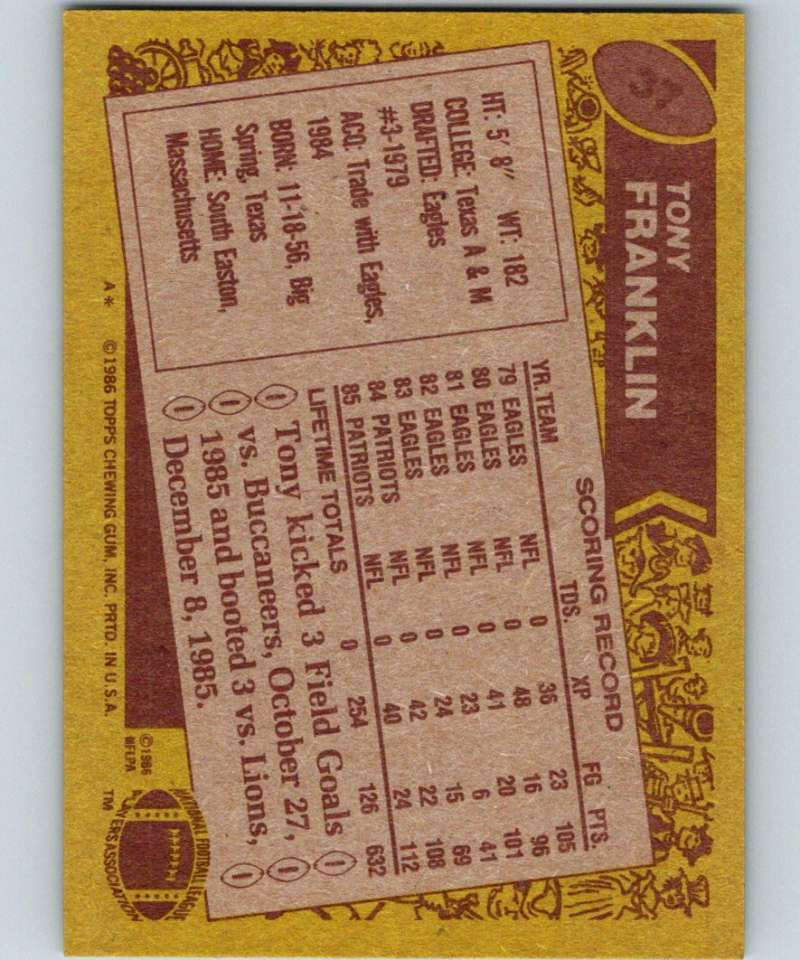 37
TONY
FRANKLIN
HT: 5' 8" WT: 182
COLLEGE: Texas A & M
DRAFTED: Eagles
#3-1979
ACQ: Trade with Eagles,
1984
BORN: 11-18-56, Big
Spring, Texas
HOME: South Easton,
Massachusetts
SCORING RECORD
YR. TEAM TDS. XP FG PTS.
79 EAGLES NFL 0 36 23 105
80 EAGLES NFL 0 48 16 96
81 EAGLES NFL 0 41 20 101
82 EAGLES NFL 0 23 6 41
83 EAGLES NFL 0 24 15 69
84 PATRIOTS NFL 0 42 22 108
85 PATRIOTS NFL 0 40 24 112
LIFETIME TOTALS 0 254 126 632
Tony kicked 3 Field Goals
vs. Buccaneers, October 27,
1985 and booted 3 vs. Lions,
December 8, 1985.
A* ©1986 TOPPS CHEWING GUM, INC. PRTD. IN U.S.A.
©1986
NFLPA
NATIONAL FOOTBALL LEAGUE
PLAYERS ASSOCIATION
TM